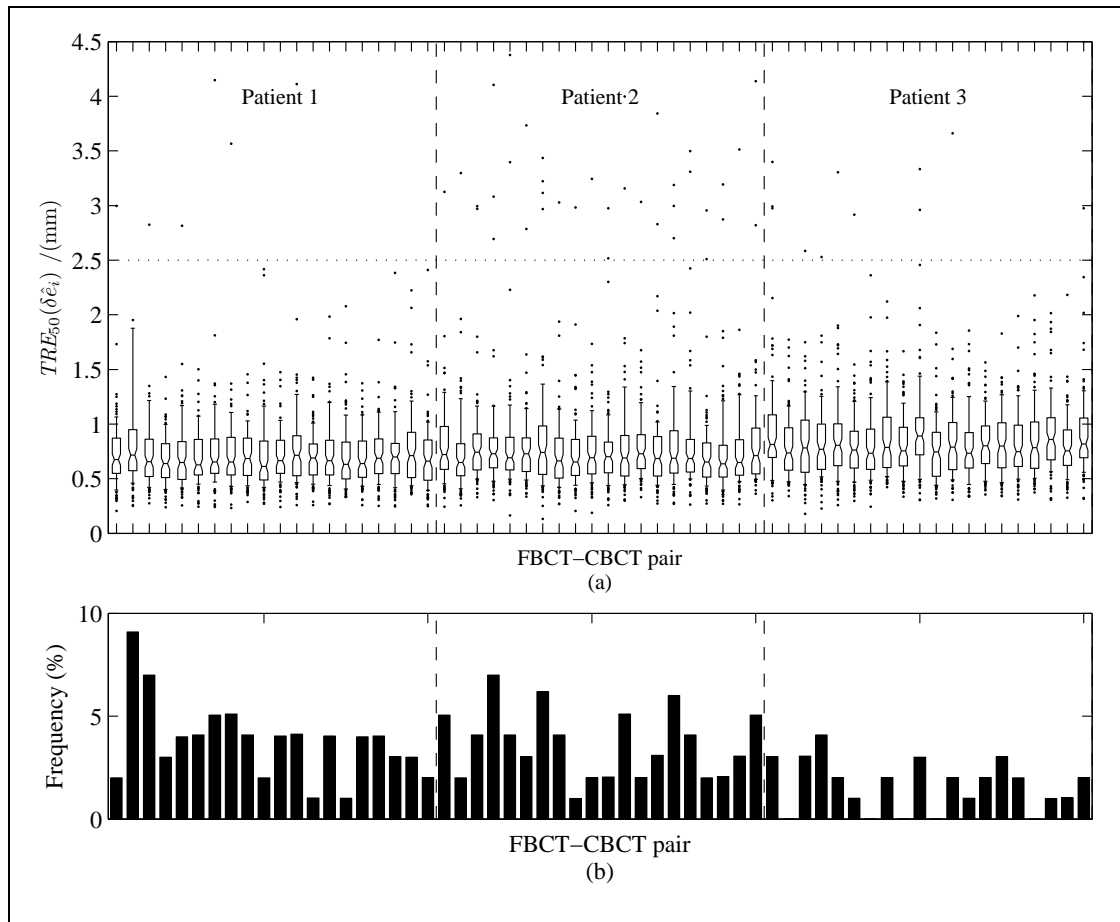 4.5
4
3.5
3
2.5
2
1.5
1
0.5
0
TRE₅₀(δêᵢ) /(mm)
Patient 1
Patient 2
Patient 3
FBCT−CBCT pair
(a)
10
5
0
Frequency (%)
FBCT−CBCT pair
(b)